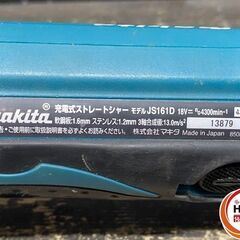 makita 充電式ストレートシャー モデル JS161D 18V⎓ n₀4300min⁻¹
軟鋼板:1.6mm ステンレス:1.2mm 3軸合成値:13.0m/s² 13879
株式会社 マキタ Made in Japan